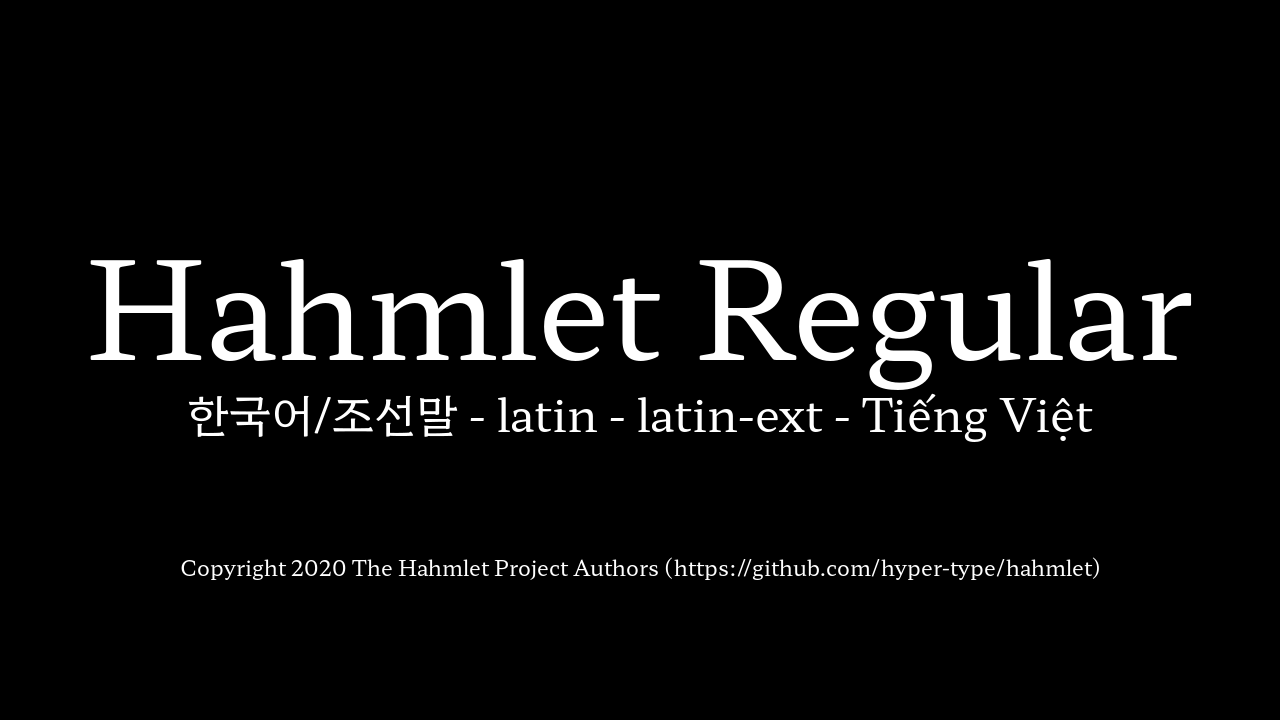 Hahmlet Regular
한국어/조선말 - latin - latin-ext - Tiếng Việt
Copyright 2020 The Hahmlet Project Authors (https://github.com/hyper-type/hahmlet)